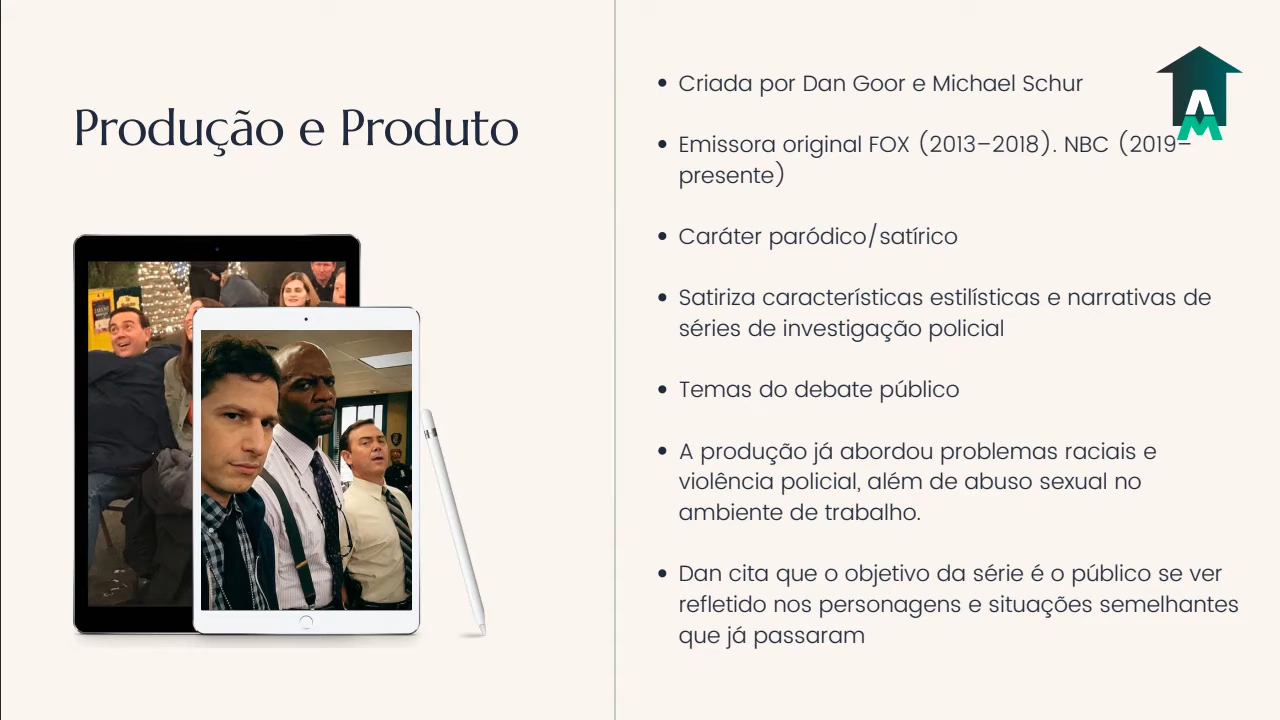 Produção e Produto
• Criada por Dan Goor e Michael Schur
• Emissora original FOX (2013–2018). NBC (2019–
presente)
• Caráter paródico/satírico
• Satiriza características estilísticas e narrativas de
séries de investigação policial
• Temas do debate público
• A produção já abordou problemas raciais e
violência policial, além de abuso sexual no
ambiente de trabalho.
• Dan cita que o objetivo da série é o público se ver
refletido nos personagens e situações semelhantes
que já passaram
AM